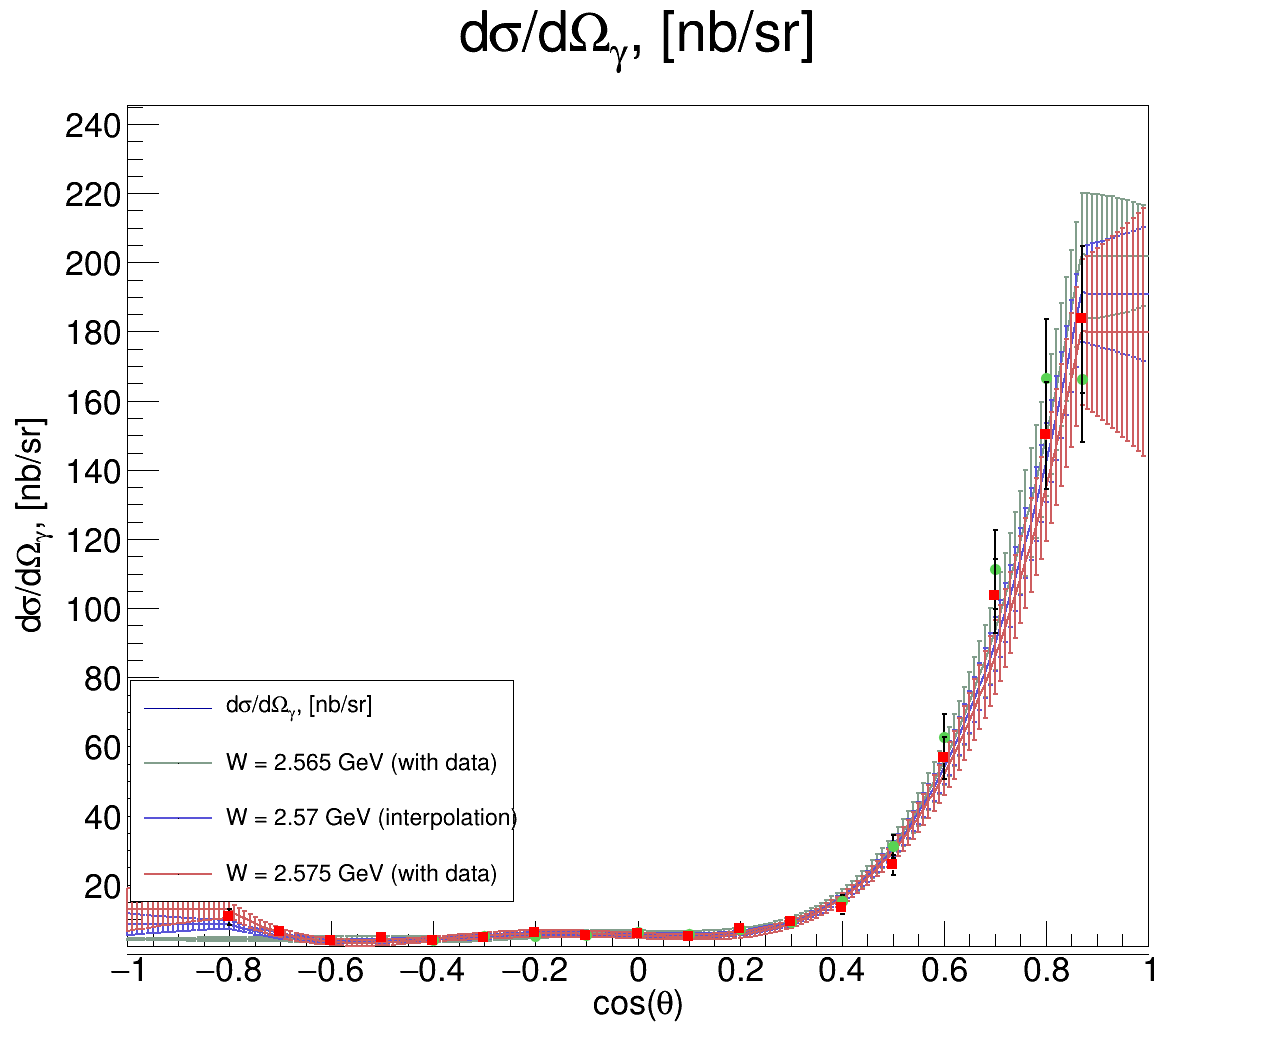 dσ/dΩγ, [nb/sr]
240
220
200
180
160
140
120
100
80
60
40
20
dσ/dΩγ, [nb/sr]
dσ/dΩγ, [nb/sr]
W = 2.565 GeV (with data)
W = 2.57 GeV (interpolation)
W = 2.575 GeV (with data)
−1 −0.8 −0.6 −0.4 −0.2 0 0.2 0.4 0.6 0.8 1
cos(θ)